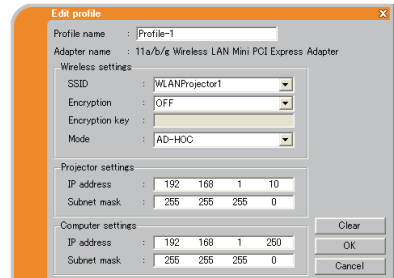 Edit profile X
Profile name : Profile-1
Adapter name : 11a/b/g Wireless LAN Mini PCI Express Adapter
Wireless settings
SSID : WLANProjector1
Encryption : OFF
Encryption key :
Mode : AD-HOC
Projector settings
IP address : 192 168 1 10
Subnet mask : 255 255 255 0
Computer settings
IP address : 192 168 1 250
Subnet mask : 255 255 255 0
Clear
OK
Cancel